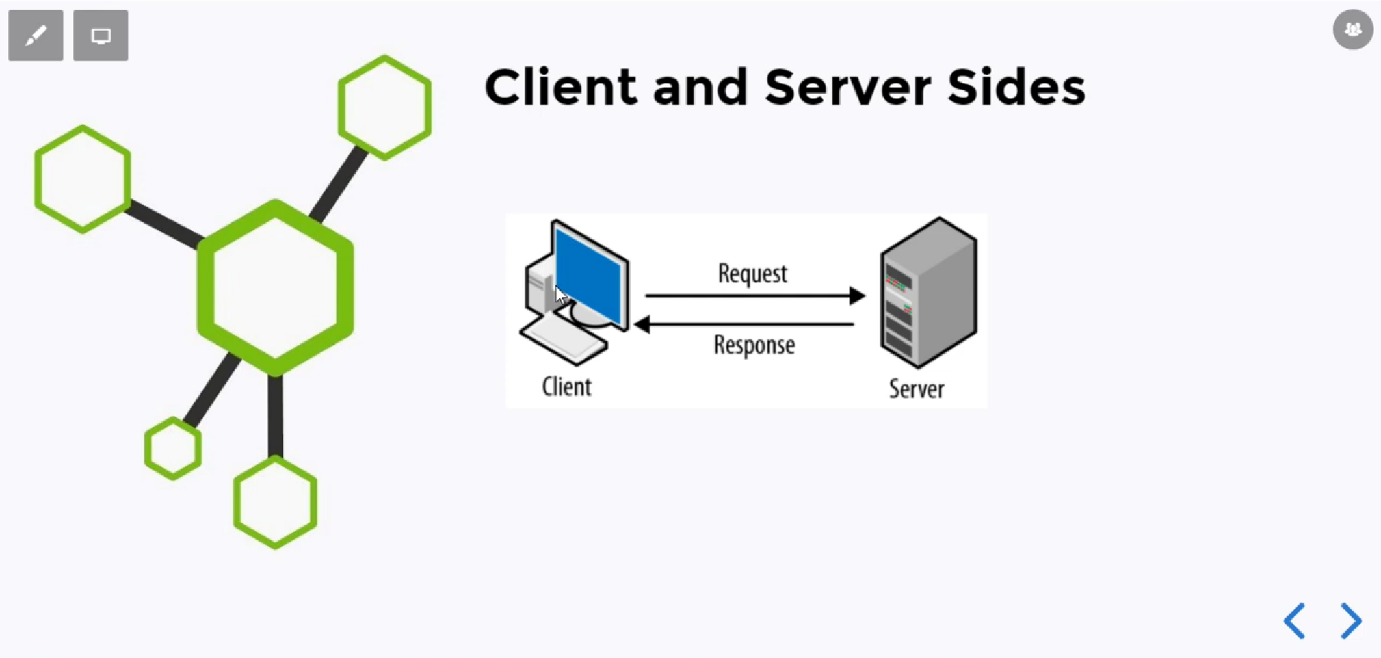 Client and Server Sides
Request
Response
Client
Server